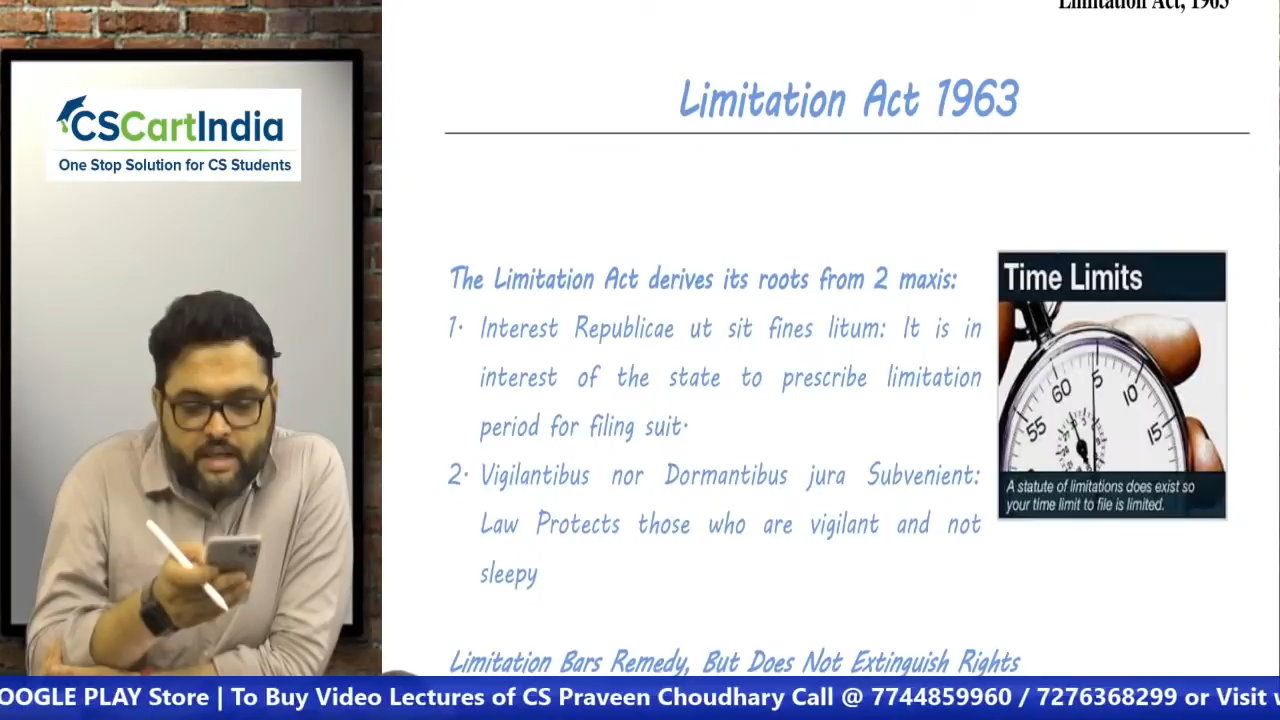 Limitation Act, 1963
CSCartIndia
One Stop Solution for CS Students
Limitation Act 1963
The Limitation Act derives its roots from 2 maxis:
1. Interest Republicae ut sit fines litum: It is in
interest of the state to prescribe limitation
period for filing suit.
2. Vigilantibus nor Dormantibus jura Subvenient:
Law Protects those who are vigilant and not
sleepy
Time Limits
60 5 10 15 55
A statute of limitations does exist so
your time limit to file is limited.
Limitation Bars Remedy, But Does Not Extinguish Rights
OOGLE PLAY Store | To Buy Video Lectures of CS Praveen Choudhary Call @ 7744859960 / 7276368299 or Visit